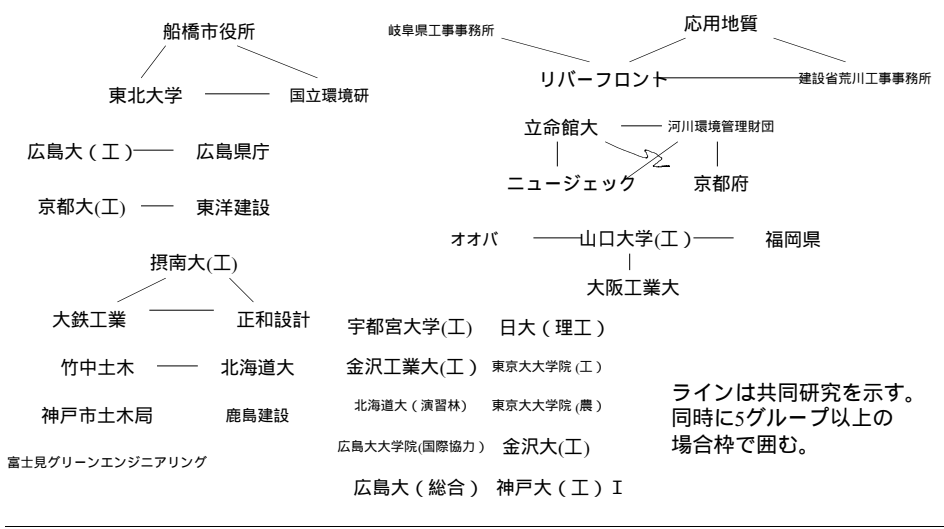 船橋市役所
東北大学
国立環境研
広島大（工）
広島県庁
京都大(工)
東洋建設
摂南大(工)
大鉄工業
正和設計
竹中土木
北海道大
神戸市土木局
鹿島建設
富士見グリーンエンジニアリング
岐阜県工事事務所
応用地質
リバーフロント
建設省荒川工事事務所
立命館大
河川環境管理財団
ニュージェック
京都府
オオバ
山口大学(工）
福岡県
大阪工業大
宇都宮大学(工)
日大（理工）
金沢工業大(工）
東京大大学院（工）
北海道大（演習林）
東京大大学院（農）
広島大大学院(国際協力）
金沢大(工)
広島大（総合）
神戸大（工）I
ラインは共同研究を示す。
同時に5グループ以上の
場合枠で囲む。